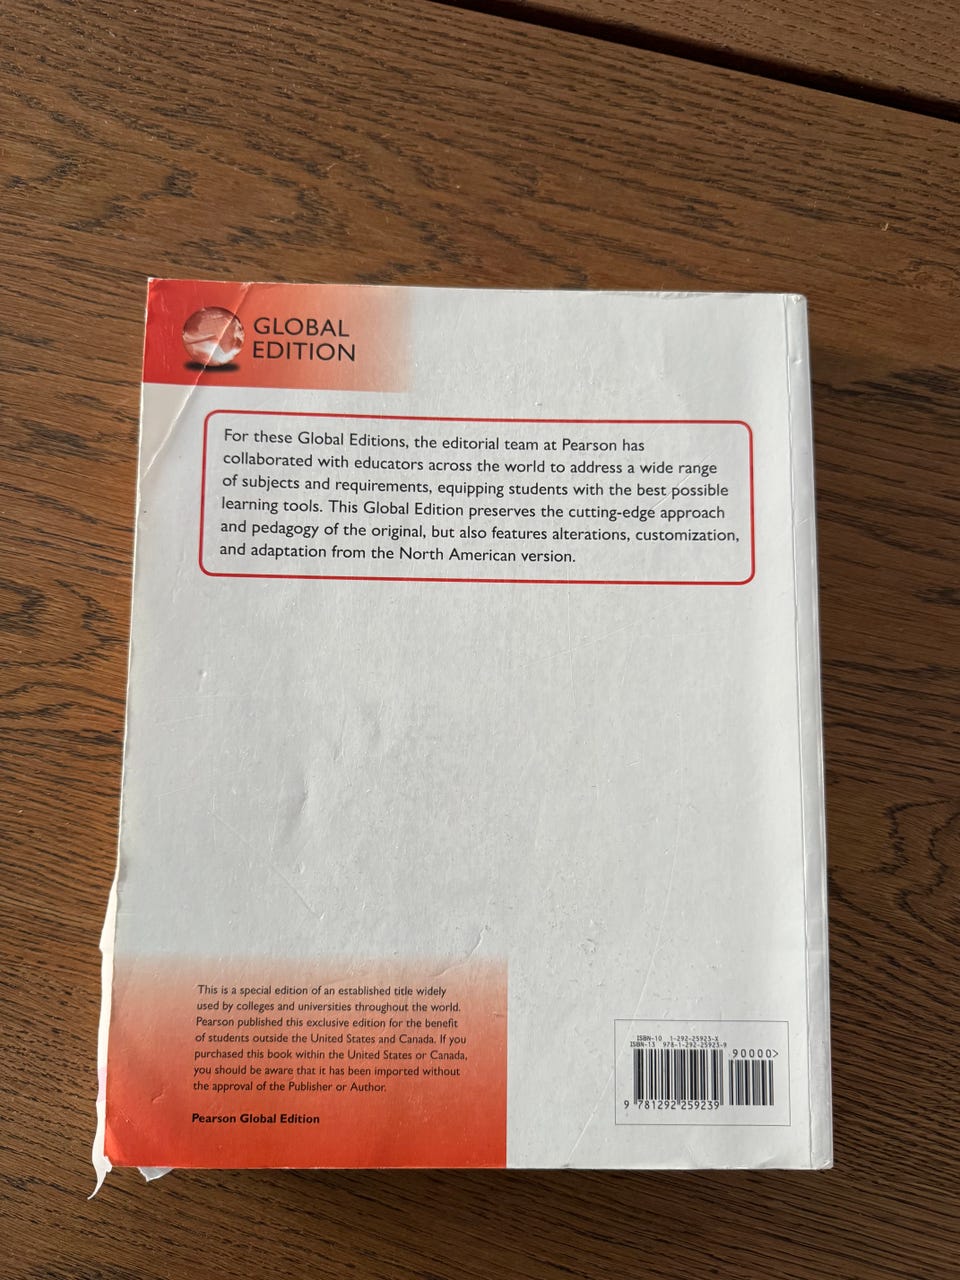 GLOBAL
EDITION
For these Global Editions, the editorial team at Pearson has
collaborated with educators across the world to address a wide range
of subjects and requirements, equipping students with the best possible
learning tools. This Global Edition preserves the cutting-edge approach
and pedagogy of the original, but also features alterations, customization,
and adaptation from the North American version.
This is a special edition of an established title widely
used by colleges and universities throughout the world.
Pearson published this exclusive edition for the benefit
of students outside the United States and Canada. If you
purchased this book within the United States or Canada,
you should be aware that it has been imported without
the approval of the Publisher or Author.
Pearson Global Edition
ISBN-10 1-292-25923-X
ISBN-13 978-1-292-25923-9
90000>
9 781292 259239